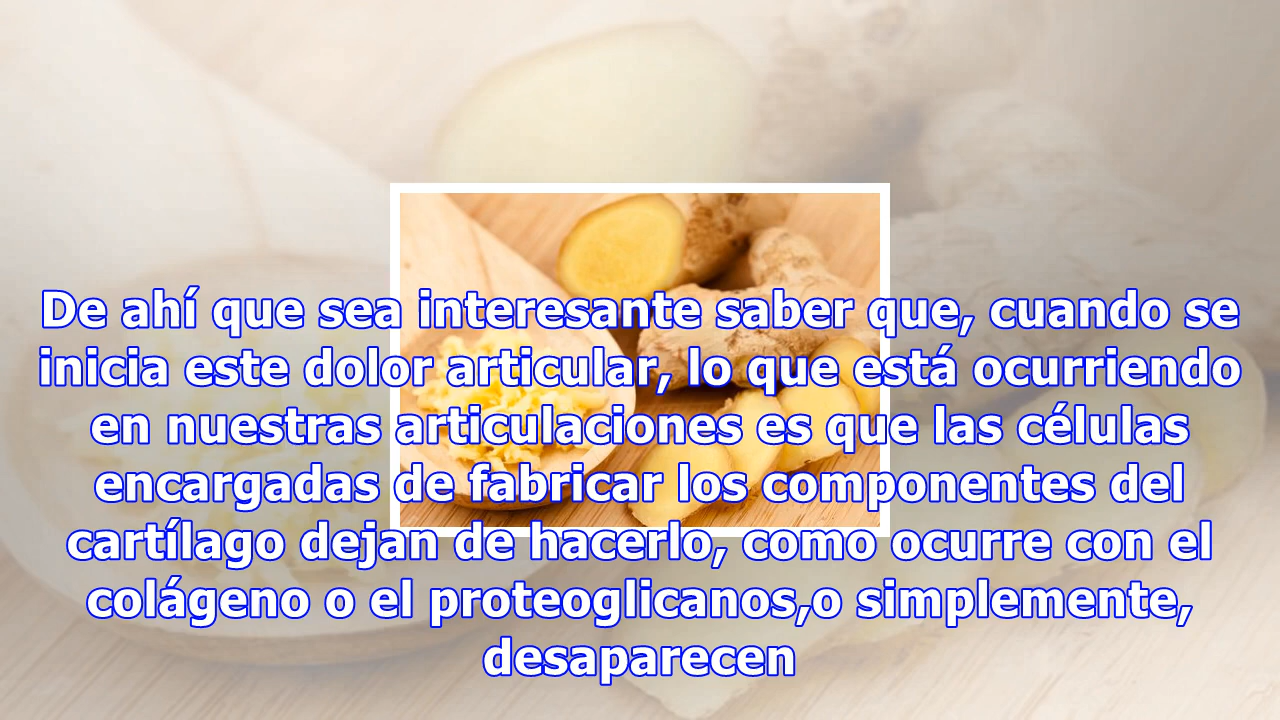 De ahí que sea interesante saber que, cuando se
inicia este dolor articular, lo que está ocurriendo
en nuestras articulaciones es que las células
encargadas de fabricar los componentes del
cartílago dejan de hacerlo, como ocurre con el
colágeno o el proteoglicanos,o simplemente,
desaparecen